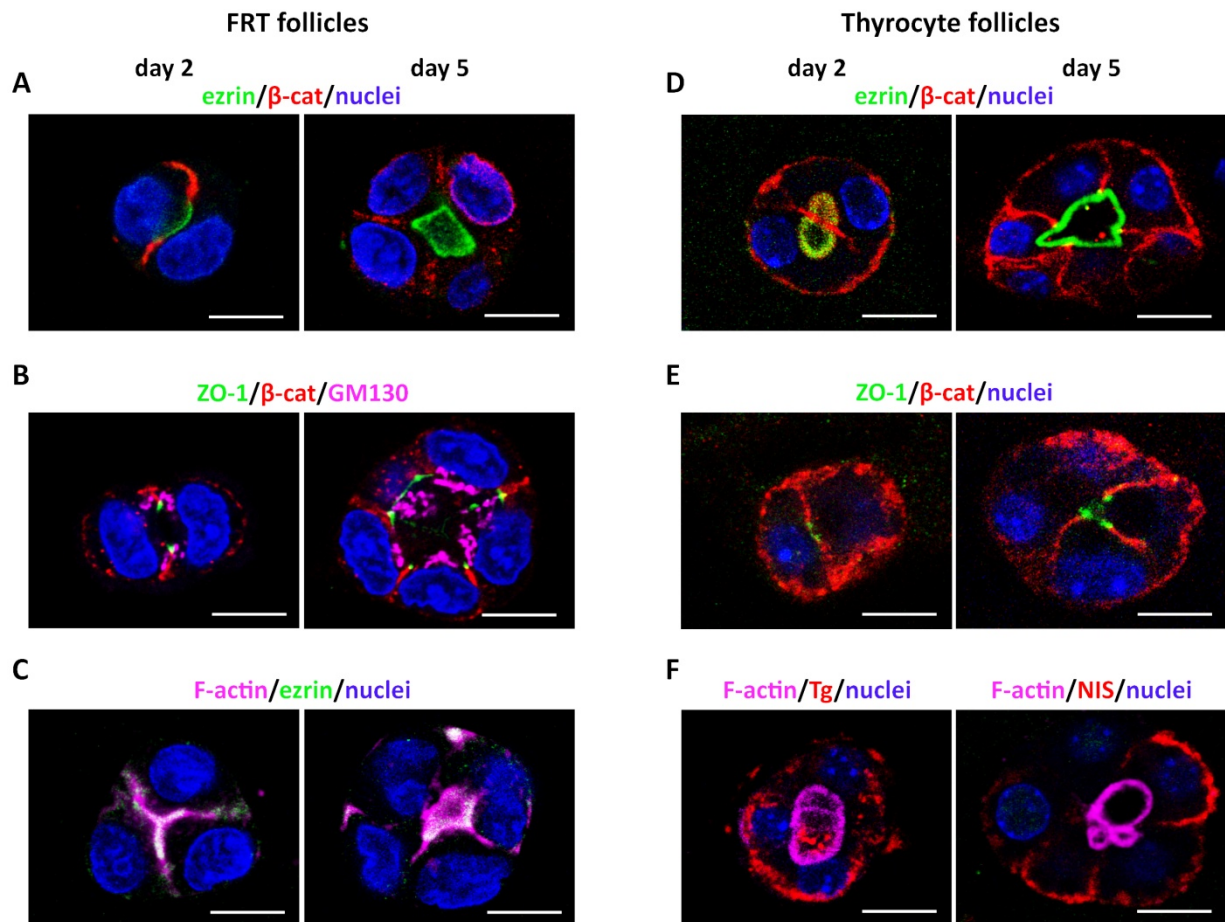 FRT follicles
day 2 day 5
A
ezrin/β-cat/nuclei
B
ZO-1/β-cat/GM130
C
F-actin/ezrin/nuclei
Thyrocyte follicles
day 2 day 5
D
ezrin/β-cat/nuclei
E
ZO-1/β-cat/nuclei
F
F-actin/Tg/nuclei F-actin/NIS/nuclei